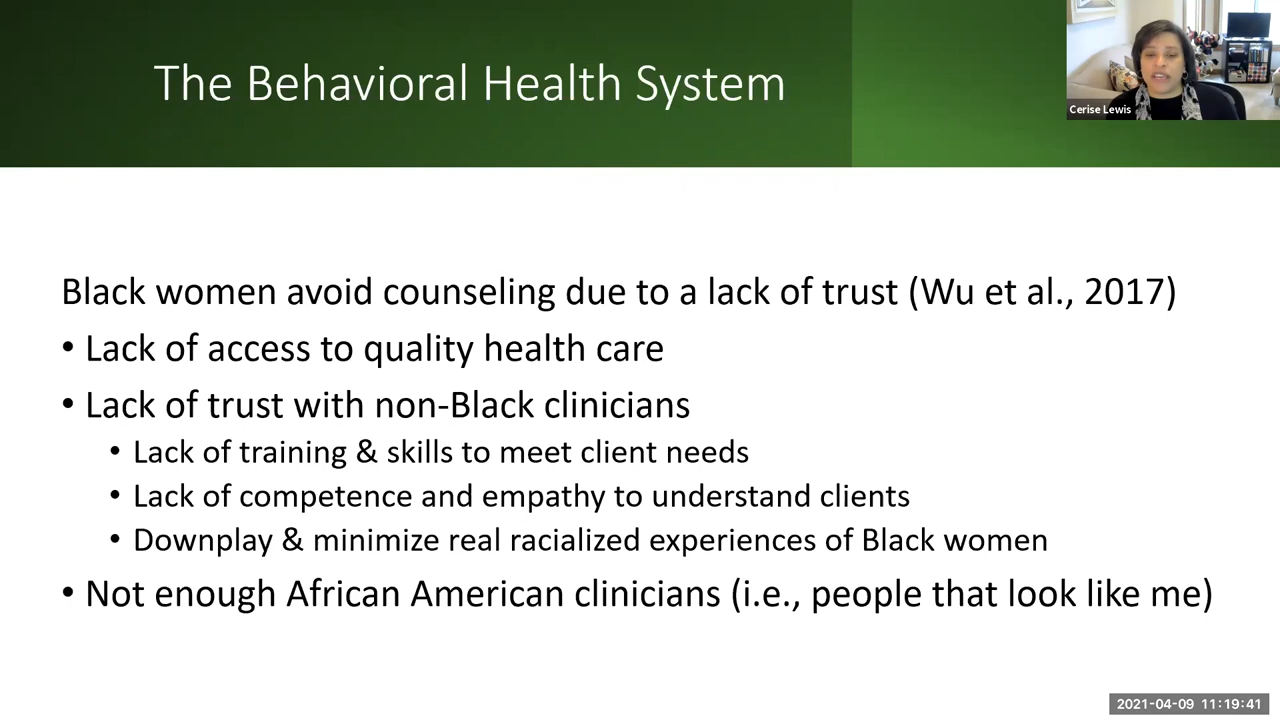 The Behavioral Health System
Cerise Lewis
Black women avoid counseling due to a lack of trust (Wu et al., 2017)
• Lack of access to quality health care
• Lack of trust with non-Black clinicians
• Lack of training & skills to meet client needs
• Lack of competence and empathy to understand clients
• Downplay & minimize real racialized experiences of Black women
• Not enough African American clinicians (i.e., people that look like me)
2021-04-09 11:19:41